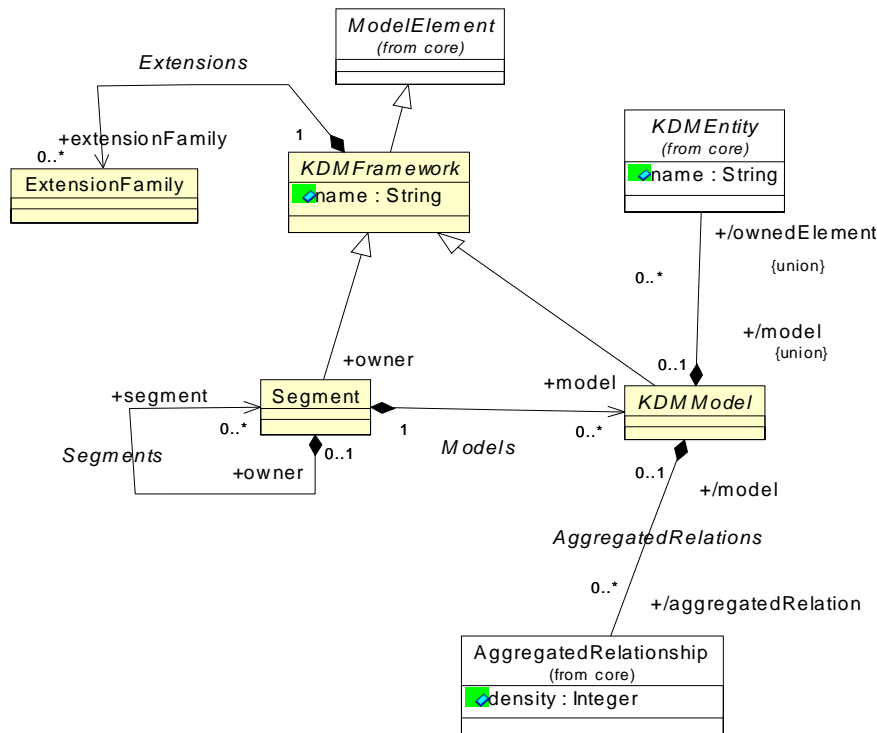 ModelElement
(from core)
Extensions
+extensionFamily
0..*
1
ExtensionFamily
KDMFramework
name : String
KDMEntity
(from core)
name : String
+/ownedElement
{union}
0..*
+/model
{union}
0..1
+owner
+segment
Segment
+model
KDMModel
0..*
0..1
1
0..*
Segments
+owner
Models
0..1
+/model
AggregatedRelations
0..*
+/aggregatedRelation
AggregatedRelationship
(from core)
density : Integer